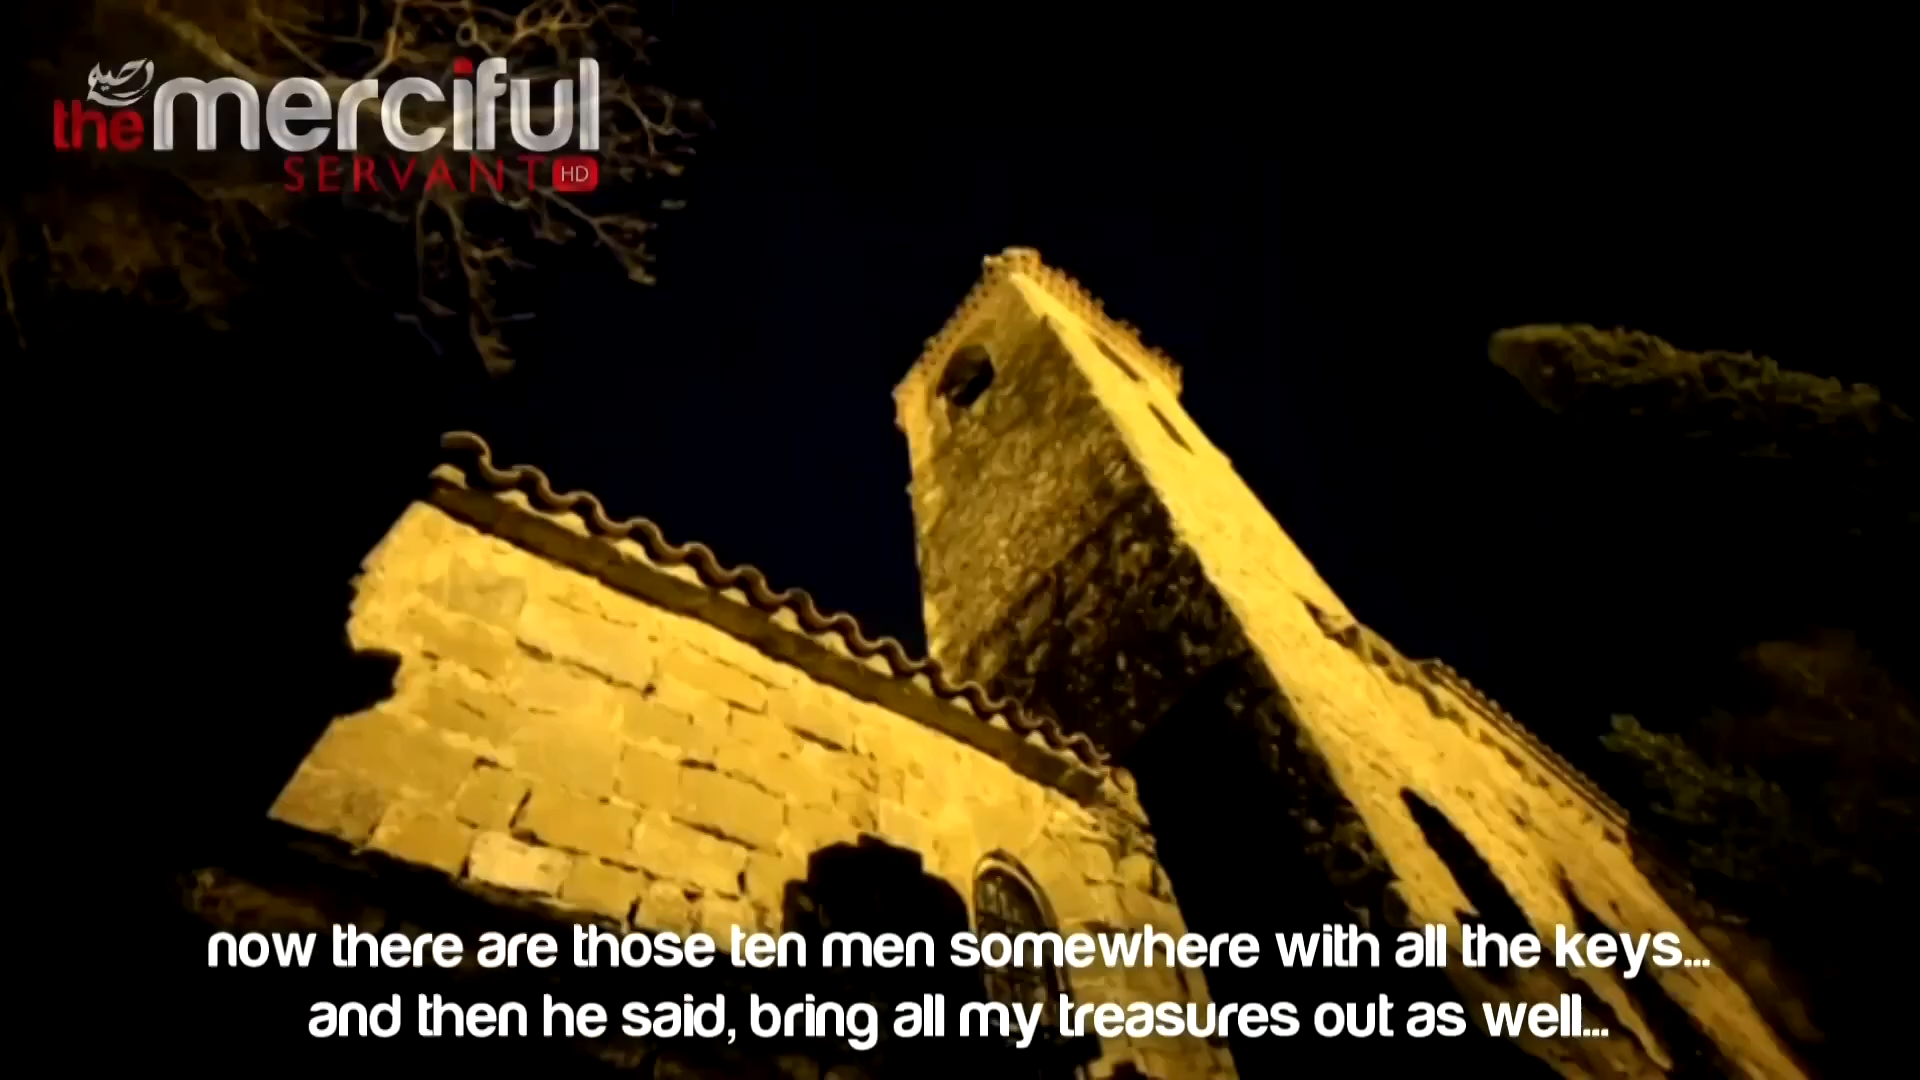 رحيم
the merciful
SERVANT HD
now there are those ten men somewhere with all the keys...
and then he said, bring all my treasures out as well...